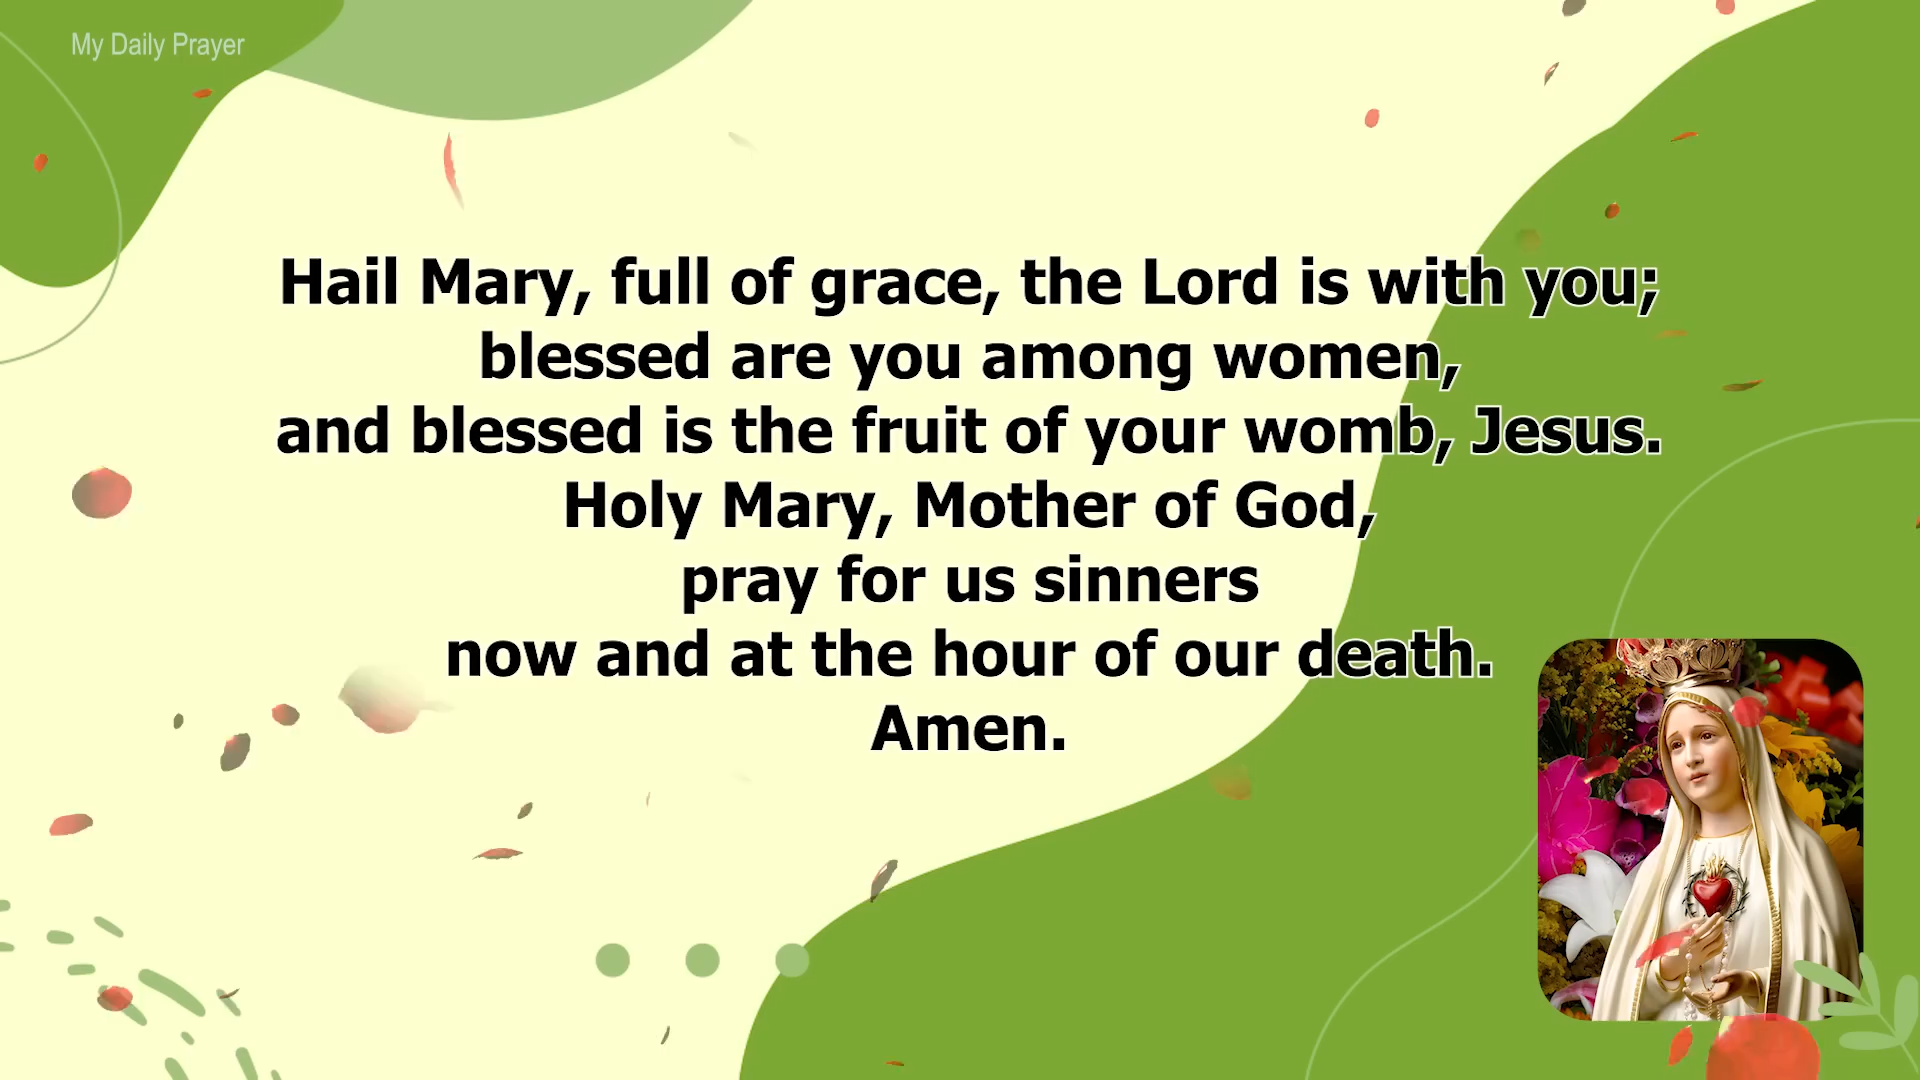 My Daily Prayer
Hail Mary, full of grace, the Lord is with you;
blessed are you among women,
and blessed is the fruit of your womb, Jesus.
Holy Mary, Mother of God,
pray for us sinners
now and at the hour of our death.
Amen.